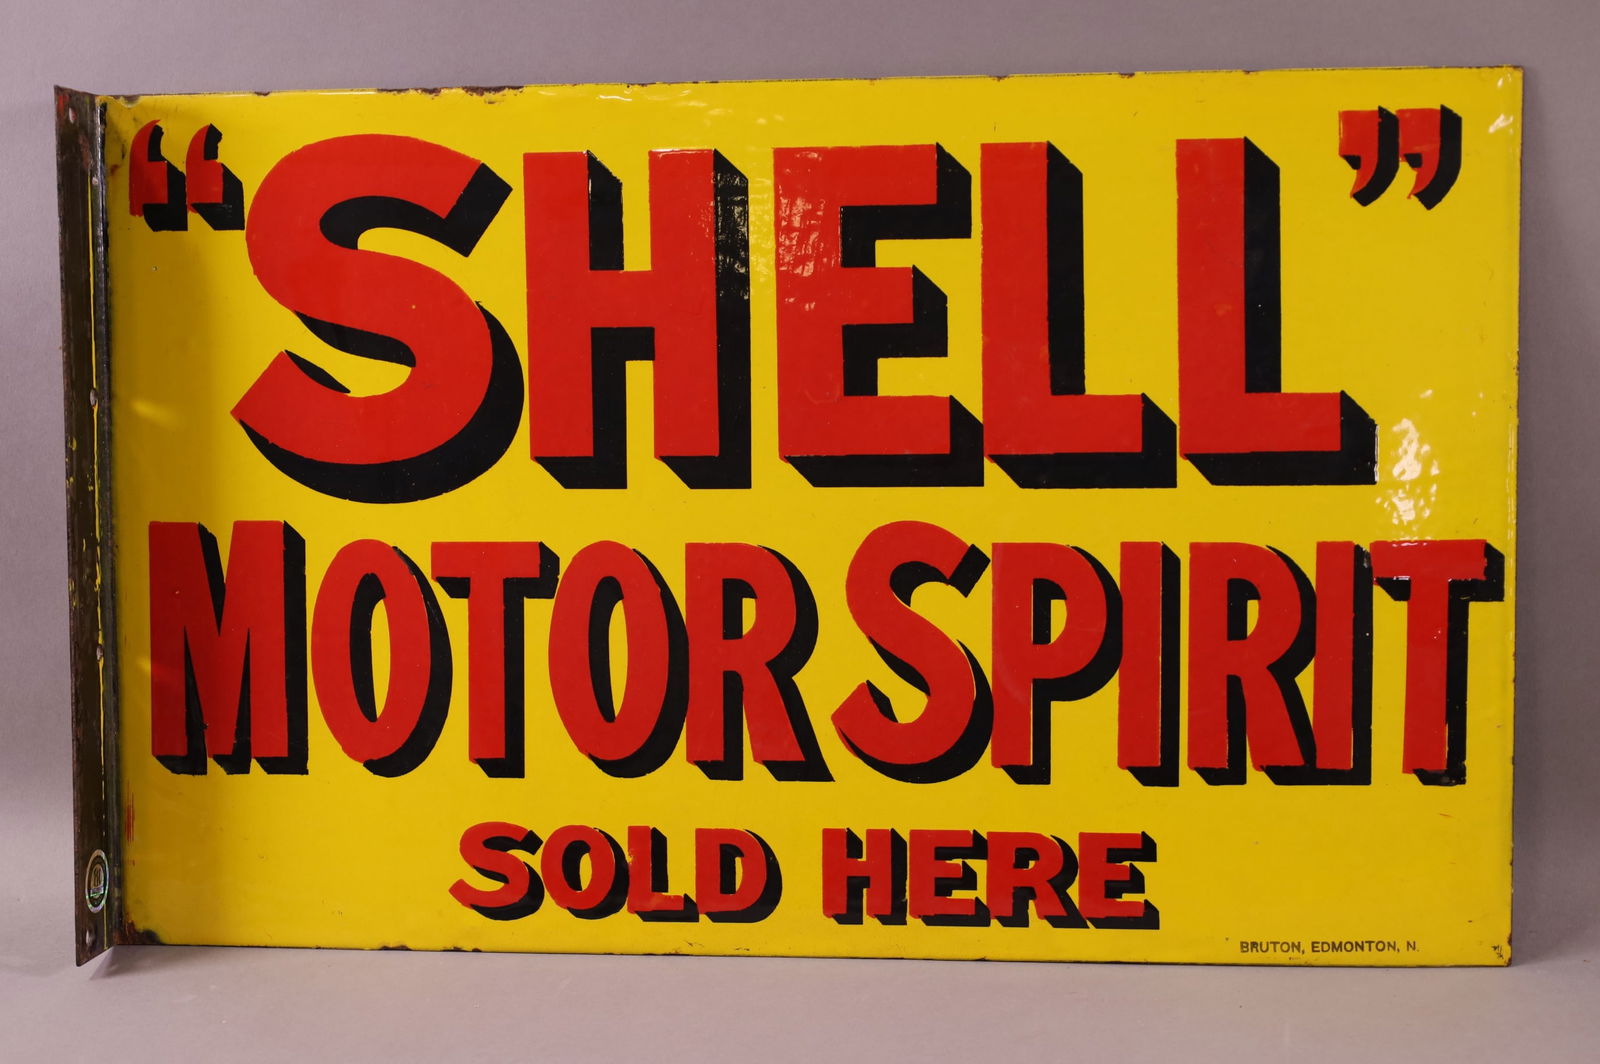 “SHELL”
MOTOR SPIRIT
SOLD HERE
BRUTON, EDMONTON, N.